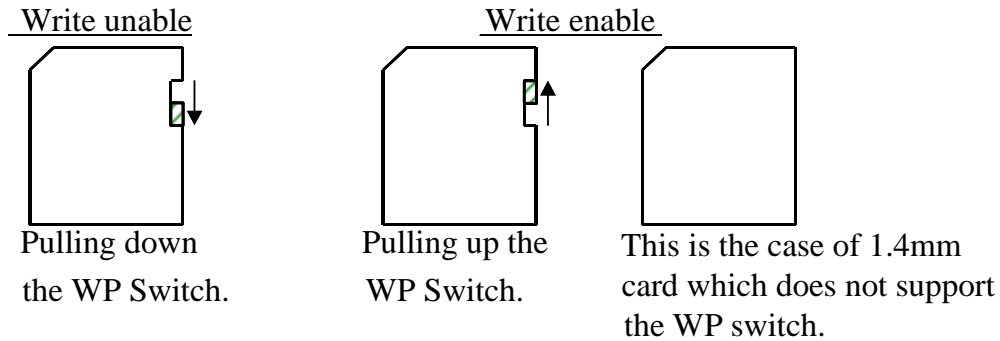 Write unable
Write enable
Pulling down
the WP Switch.
Pulling up the
WP Switch.
This is the case of 1.4mm
card which does not support
the WP switch.